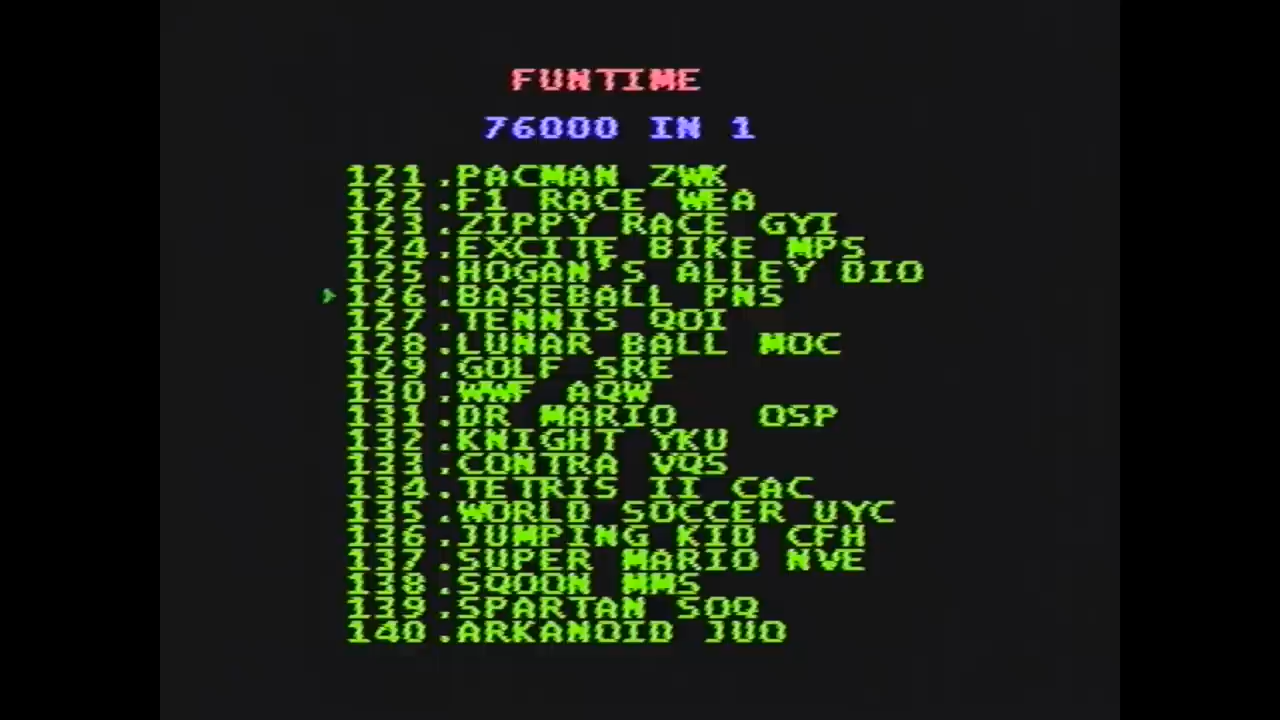 FUNTIME
76000 IN 1
121.PACMAN ZWK
122.F1 RACE WEA
123.ZIPPY RACE GYI
124.EXCITE BIKE MPS
125.HOGAN'S ALLEY DIO
126.BASEBALL PNS
127.TENNIS QOI
128.LUNAR BALL MOC
129.GOLF SRE
130.WWF AQW
131.DR MARIO OSP
132.KNIGHT YKU
133.CONTRA VQS
134.TETRIS II CAC
135.WORLD SOCCER UYC
136.JUMPING KID CFH
137.SUPER MARIO NVE
138.SQOON MMS
139.SPARTAN SOQ
140.ARKANOID JUO